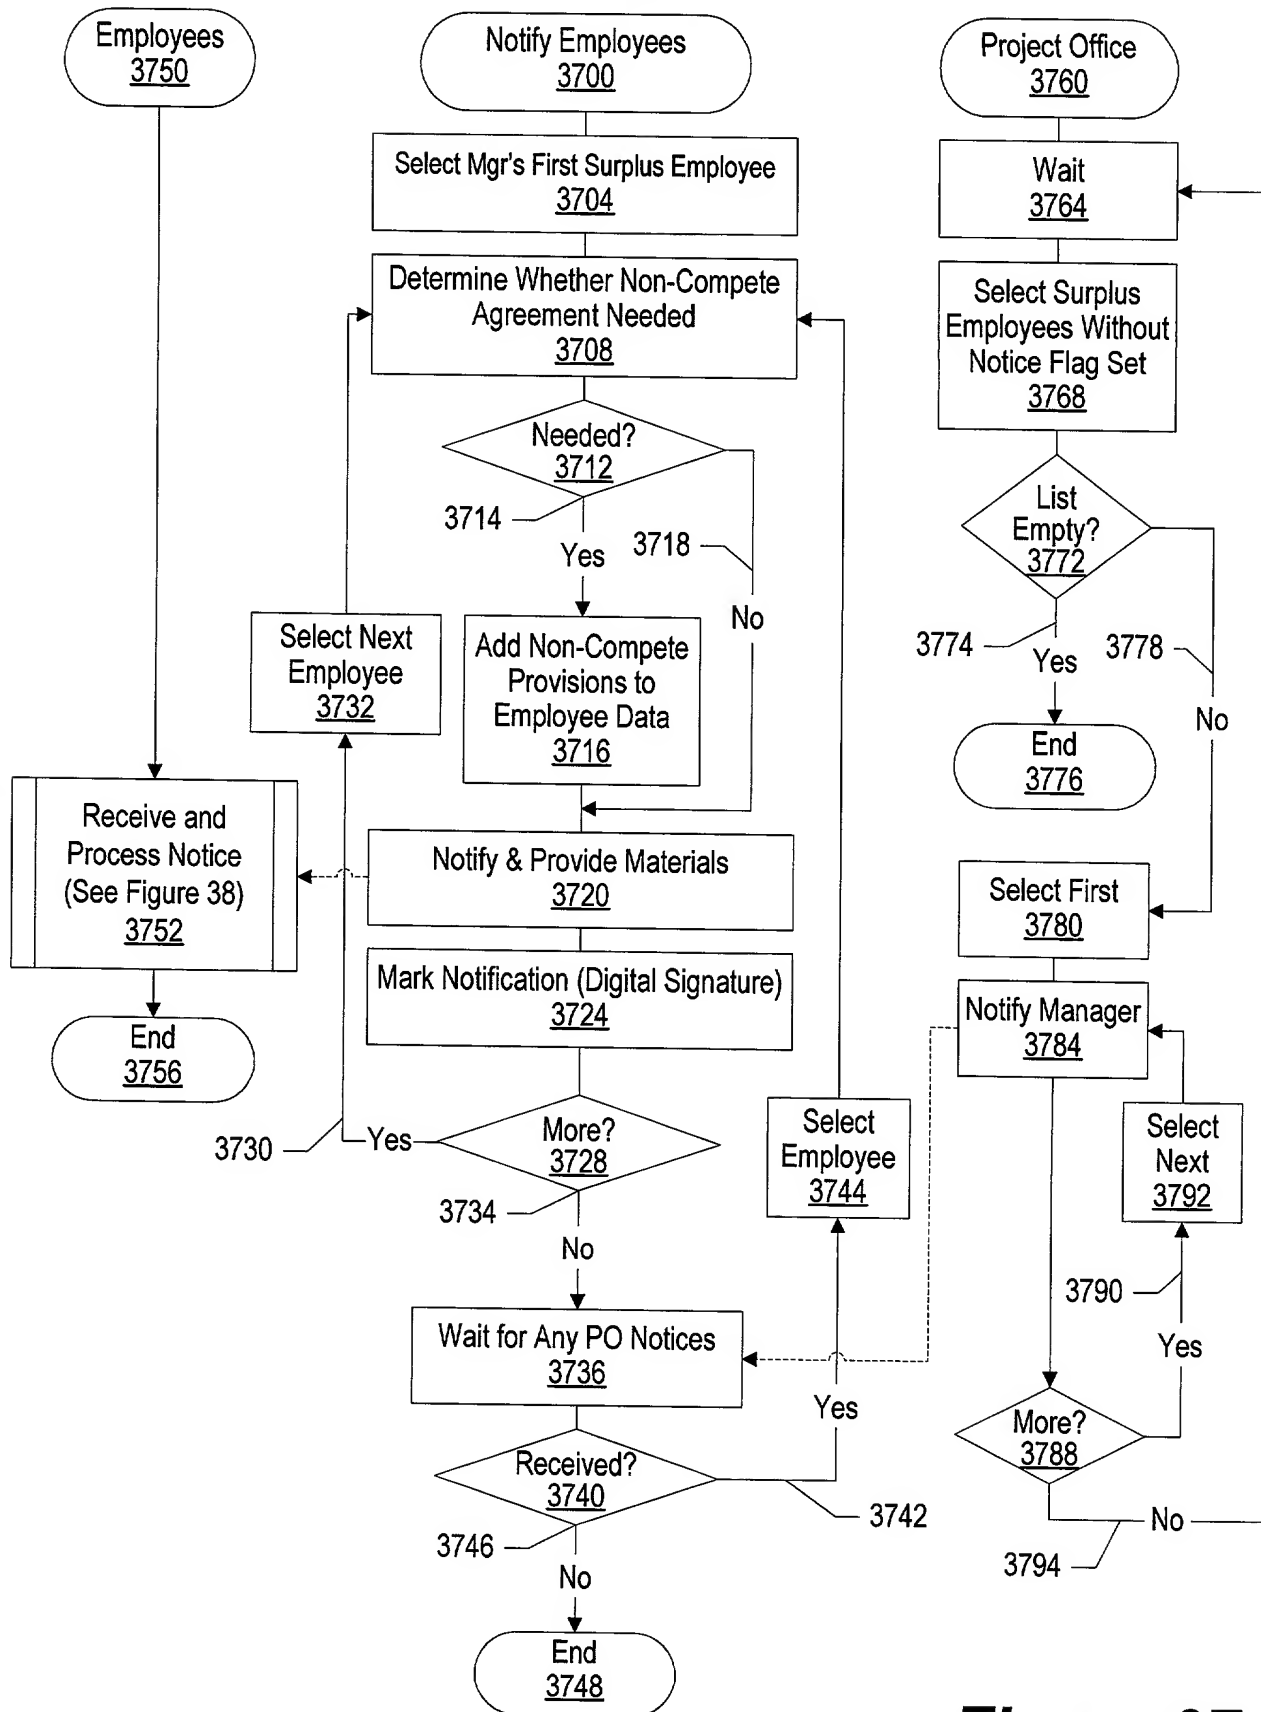 Employees
3750
Notify Employees
3700
Project Office
3760
Select Mgr's First Surplus Employee
3704
Wait
3764
Determine Whether Non-Compete
Agreement Needed
3708
Select Surplus
Employees Without
Notice Flag Set
3768
Needed?
3712
3714
Yes
3718
No
List
Empty?
3772
3774
Yes
3778
No
Select Next
Employee
3732
Add Non-Compete
Provisions to
Employee Data
3716
End
3776
Receive and
Process Notice
(See Figure 38)
3752
Notify & Provide Materials
3720
Select First
3780
Mark Notification (Digital Signature)
3724
Notify Manager
3784
End
3756
More?
3728
3730
Yes
3734
No
Select
Employee
3744
Select
Next
3792
3790
Yes
Wait for Any PO Notices
3736
Yes
More?
3788
Received?
3740
3742
3746
No
No
3794
End
3748